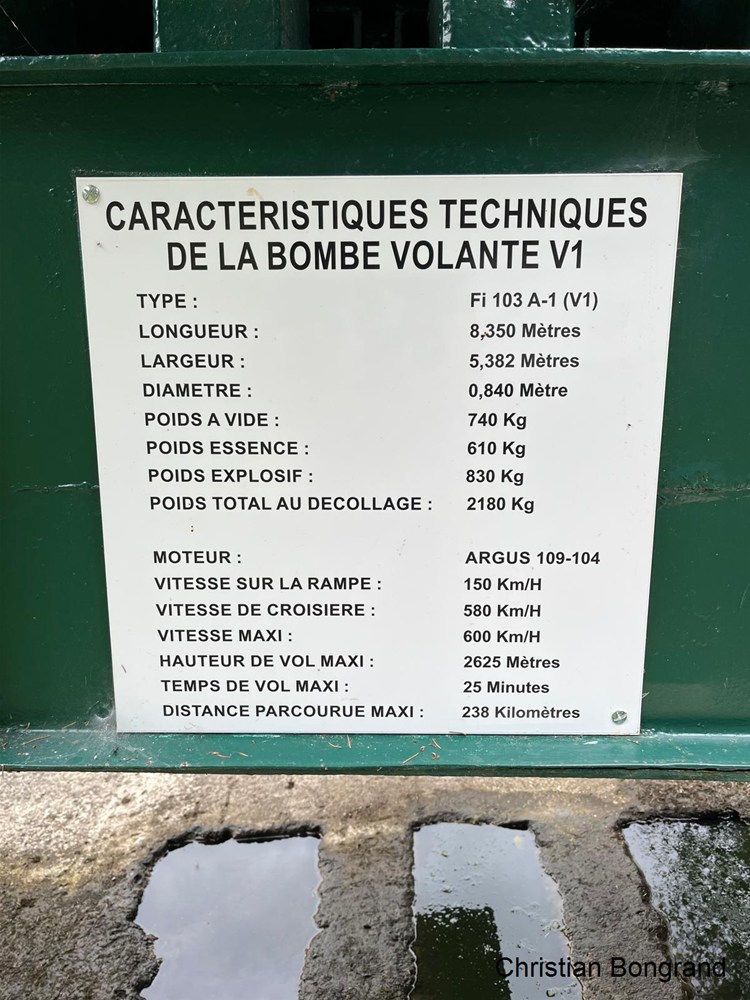 CARACTERISTIQUES TECHNIQUES
DE LA BOMBE VOLANTE V1
TYPE : Fi 103 A-1 (V1)
LONGUEUR : 8,350 Mètres
LARGEUR : 5,382 Mètres
DIAMETRE : 0,840 Mètre
POIDS A VIDE : 740 Kg
POIDS ESSENCE : 610 Kg
POIDS EXPLOSIF : 830 Kg
POIDS TOTAL AU DECOLLAGE : 2180 Kg
MOTEUR : ARGUS 109-104
VITESSE SUR LA RAMPE : 150 Km/H
VITESSE DE CROISIERE : 580 Km/H
VITESSE MAXI : 600 Km/H
HAUTEUR DE VOL MAXI : 2625 Mètres
TEMPS DE VOL MAXI : 25 Minutes
DISTANCE PARCOURUE MAXI : 238 Kilomètres
Christian Bongrand